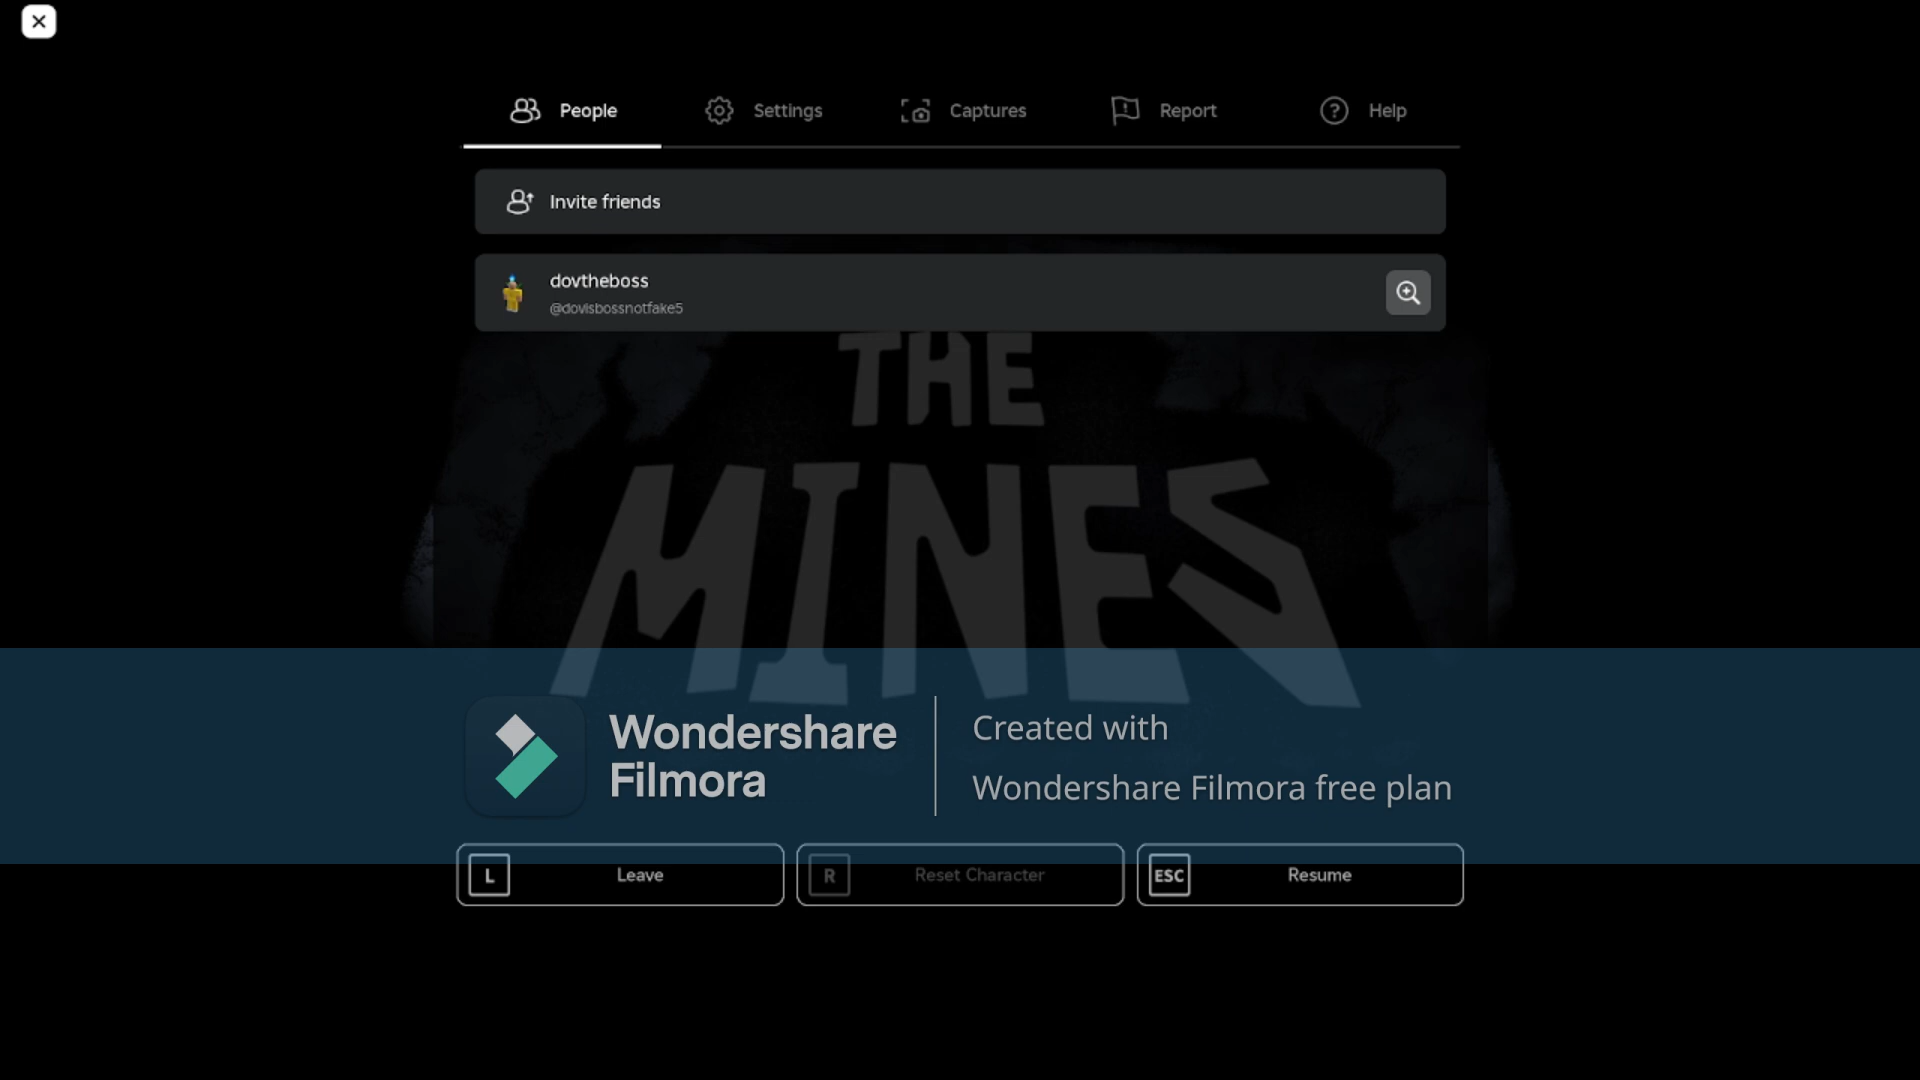 People Settings Captures Report Help
Invite friends
dovtheboss
@dovisbossnotfake5
THE
MINES
Wondershare
Filmora
Created with
Wondershare Filmora free plan
L Leave R Reset Character ESC Resume